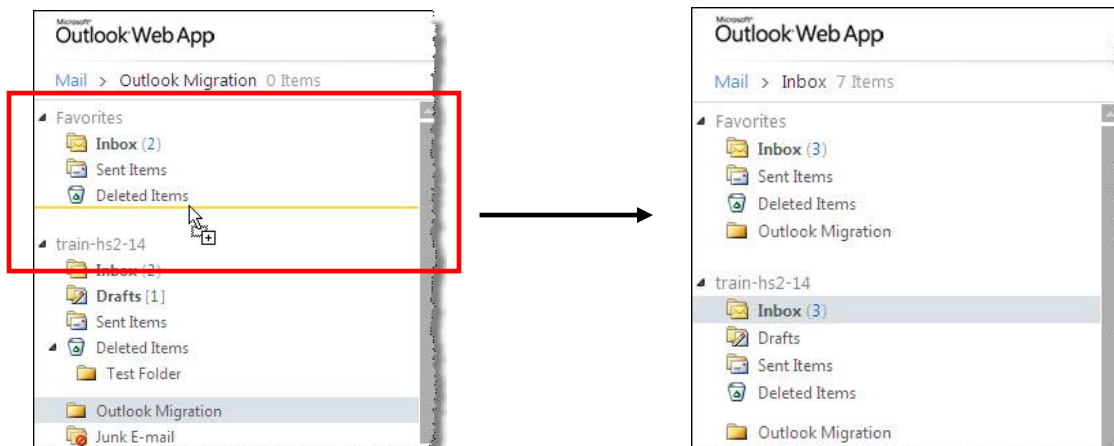 Microsoft®
Outlook Web App
Mail > Outlook Migration 0 Items
Favorites
Inbox (2)
Sent Items
Deleted Items
train-hs2-14
Inbox (2)
Drafts [1]
Sent Items
Deleted Items
Test Folder
Outlook Migration
Junk E-mail
Microsoft®
Outlook Web App
Mail > Inbox 7 Items
Favorites
Inbox (3)
Sent Items
Deleted Items
Outlook Migration
train-hs2-14
Inbox (3)
Drafts
Sent Items
Deleted Items
Outlook Migration